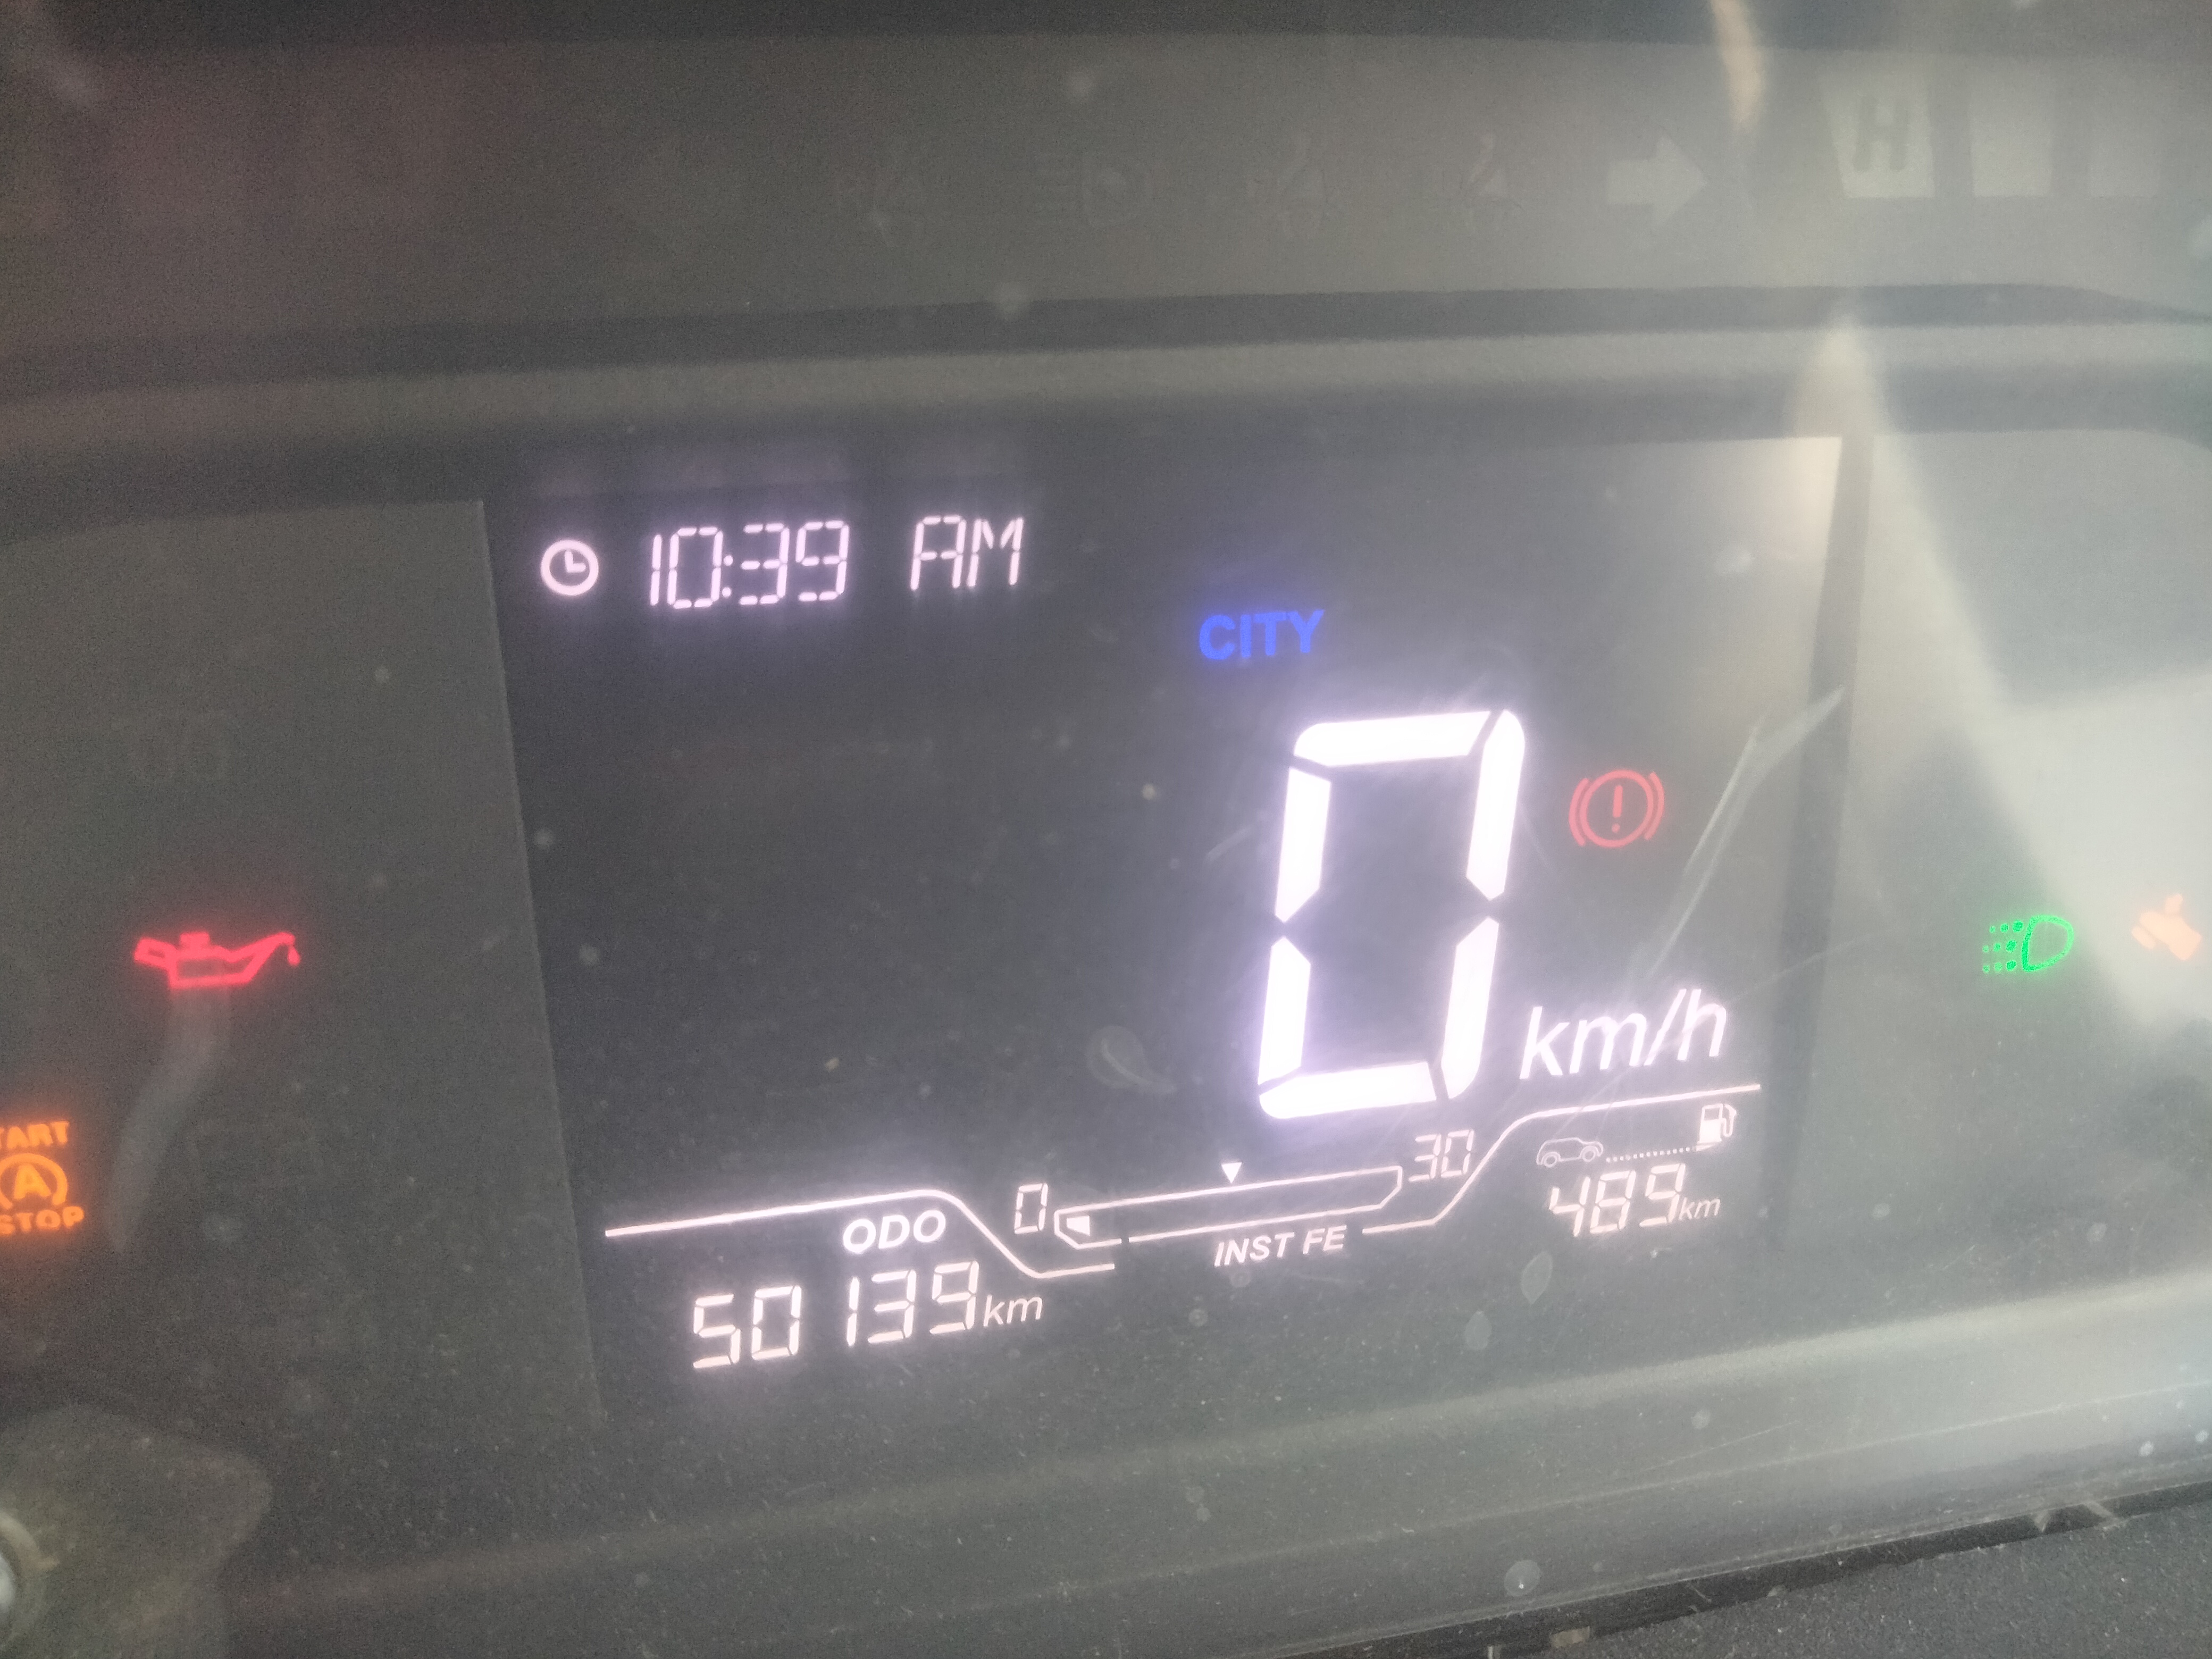 H
10:39 AM
CITY
0
km/h
START
A
STOP
0
30
ODO
INST FE
489km
50139km